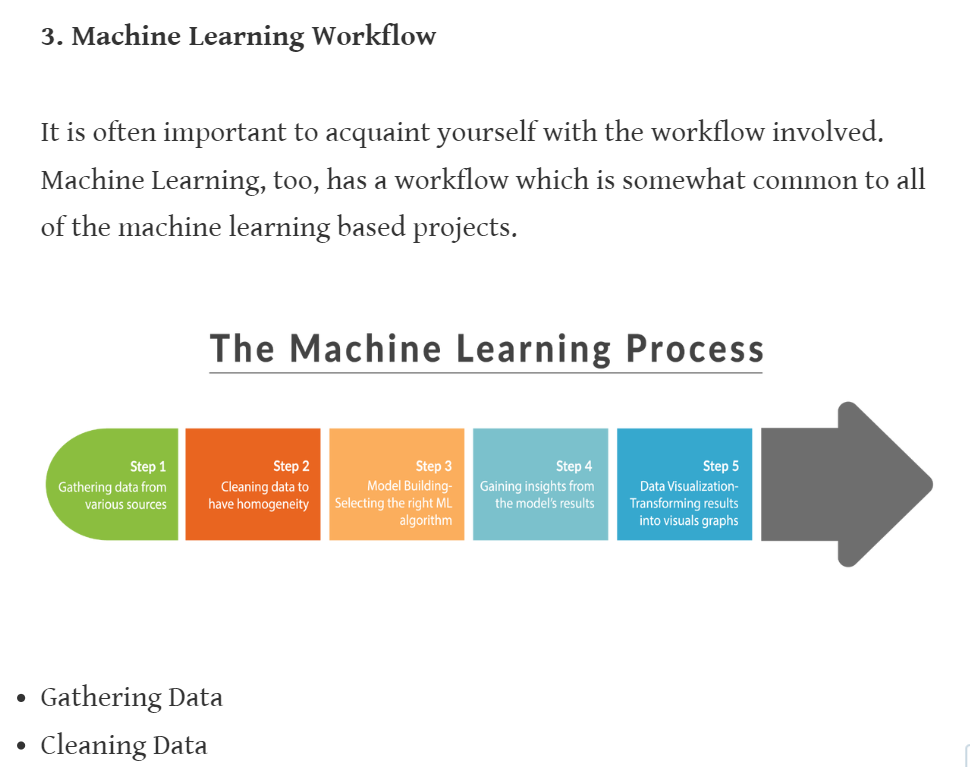 3. Machine Learning Workflow
It is often important to acquaint yourself with the workflow involved.
Machine Learning, too, has a workflow which is somewhat common to all
of the machine learning based projects.
The Machine Learning Process
Step 1
Gathering data from
various sources
Step 2
Cleaning data to
have homogeneity
Step 3
Model Building-
Selecting the right ML
algorithm
Step 4
Gaining insights from
the model's results
Step 5
Data Visualization-
Transforming results
into visuals graphs
• Gathering Data
• Cleaning Data